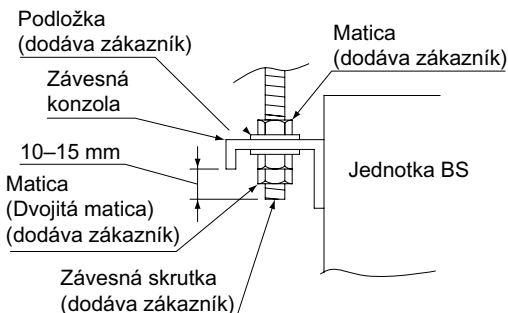 Podložka
(dodáva zákazník)
Matica
(dodáva zákazník)
Závesná
konzola
10–15 mm
Jednotka BS
Matica
(Dvojitá matica)
(dodáva zákazník)
Závesná skrutka
(dodáva zákazník)